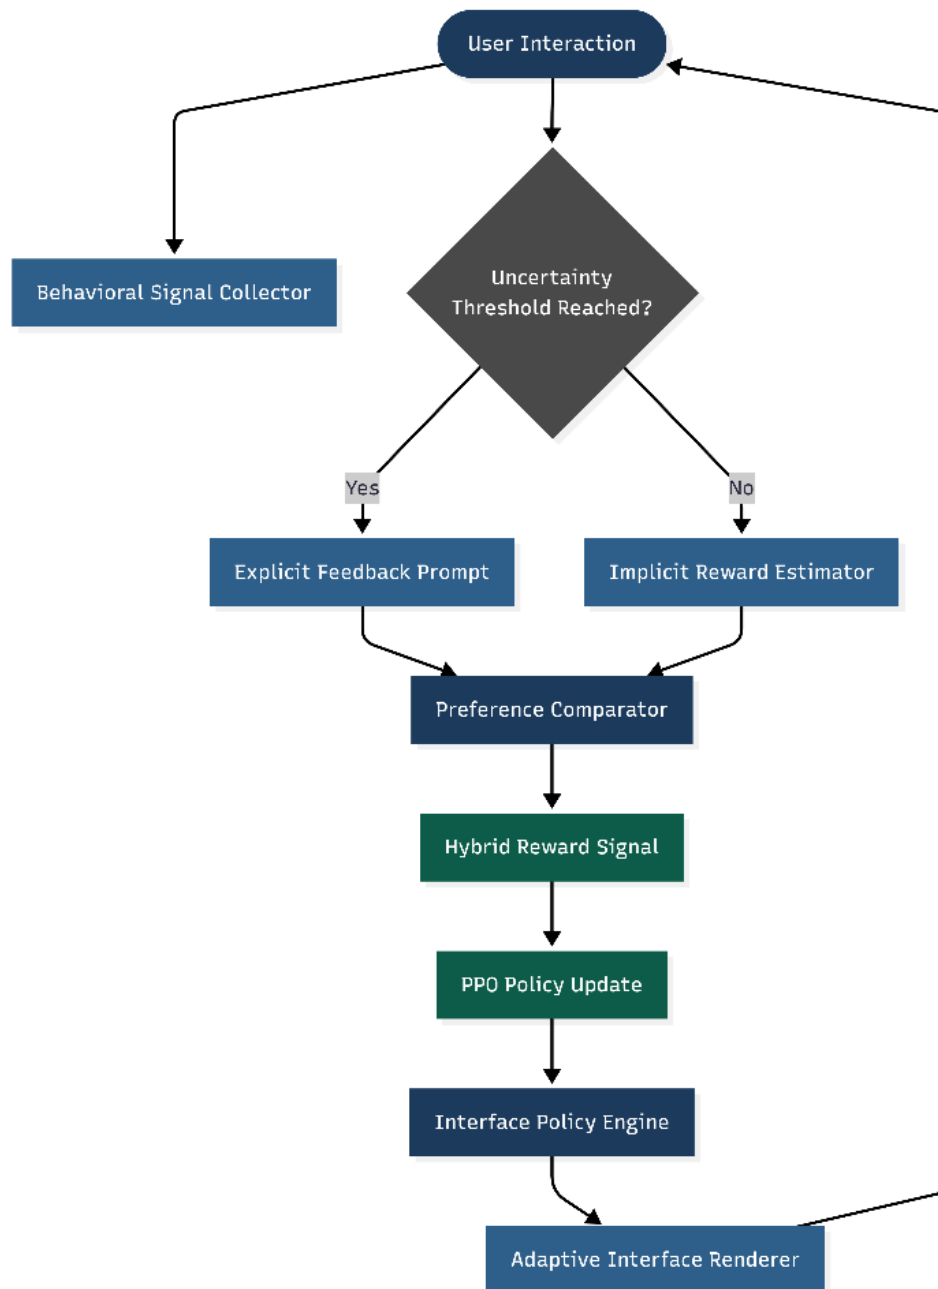 User Interaction
Behavioral Signal Collector
Uncertainty
Threshold Reached?
Yes
No
Explicit Feedback Prompt
Implicit Reward Estimator
Preference Comparator
Hybrid Reward Signal
PPO Policy Update
Interface Policy Engine
Adaptive Interface Renderer